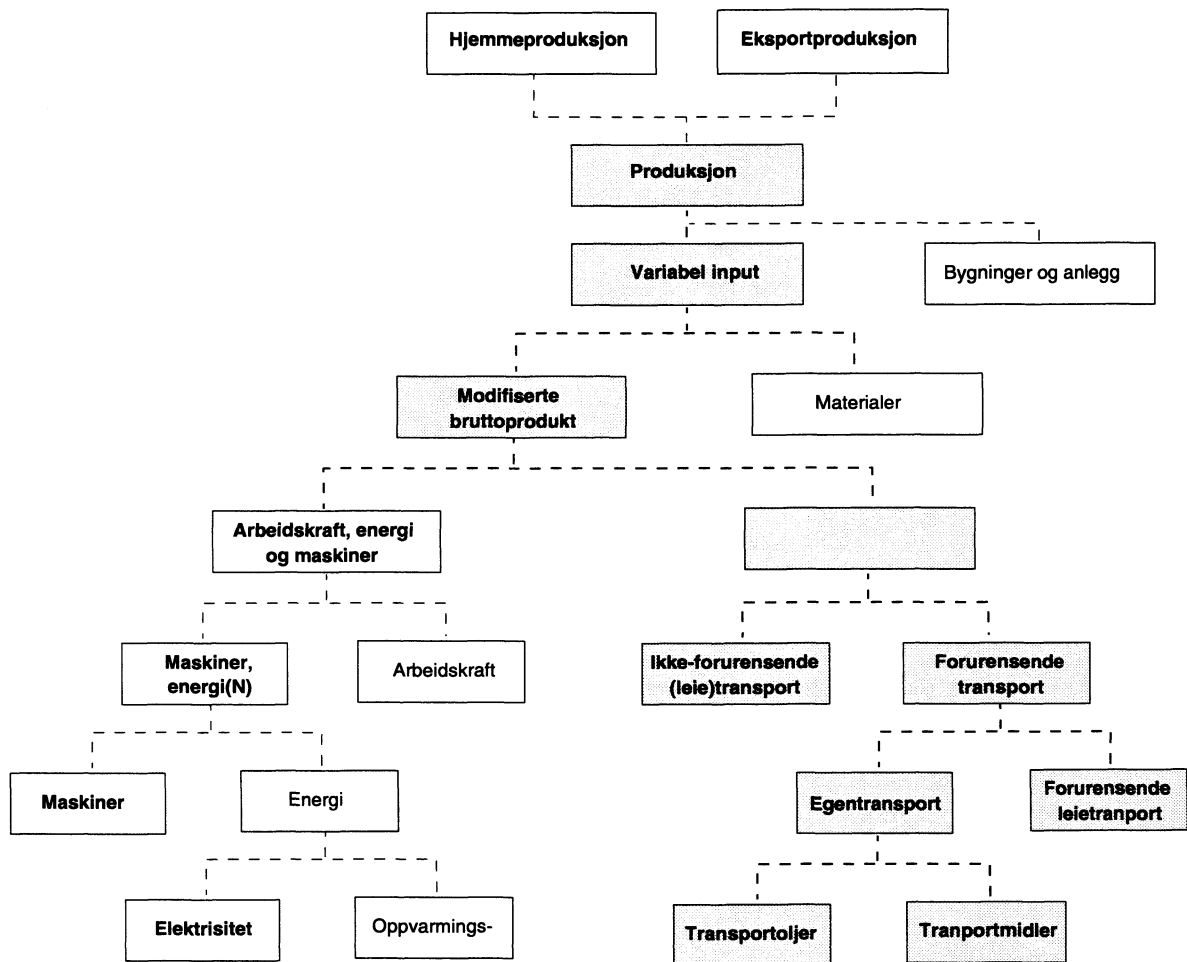 Hjemmeproduksjon
Eksportproduksjon
Produksjon
Variabel input
Bygninger og anlegg
Modifiserte
bruttoprodukt
Materialer
Arbeidskraft, energi
og maskiner
Maskiner,
energi(N)
Arbeidskraft
Ikke-forurensende
(leie)transport
Forurensende
transport
Maskiner
Energi
Egentransport
Forurensende
leietranport
Elektrisitet
Oppvarmings-
Transportoljer
Tranportmidler